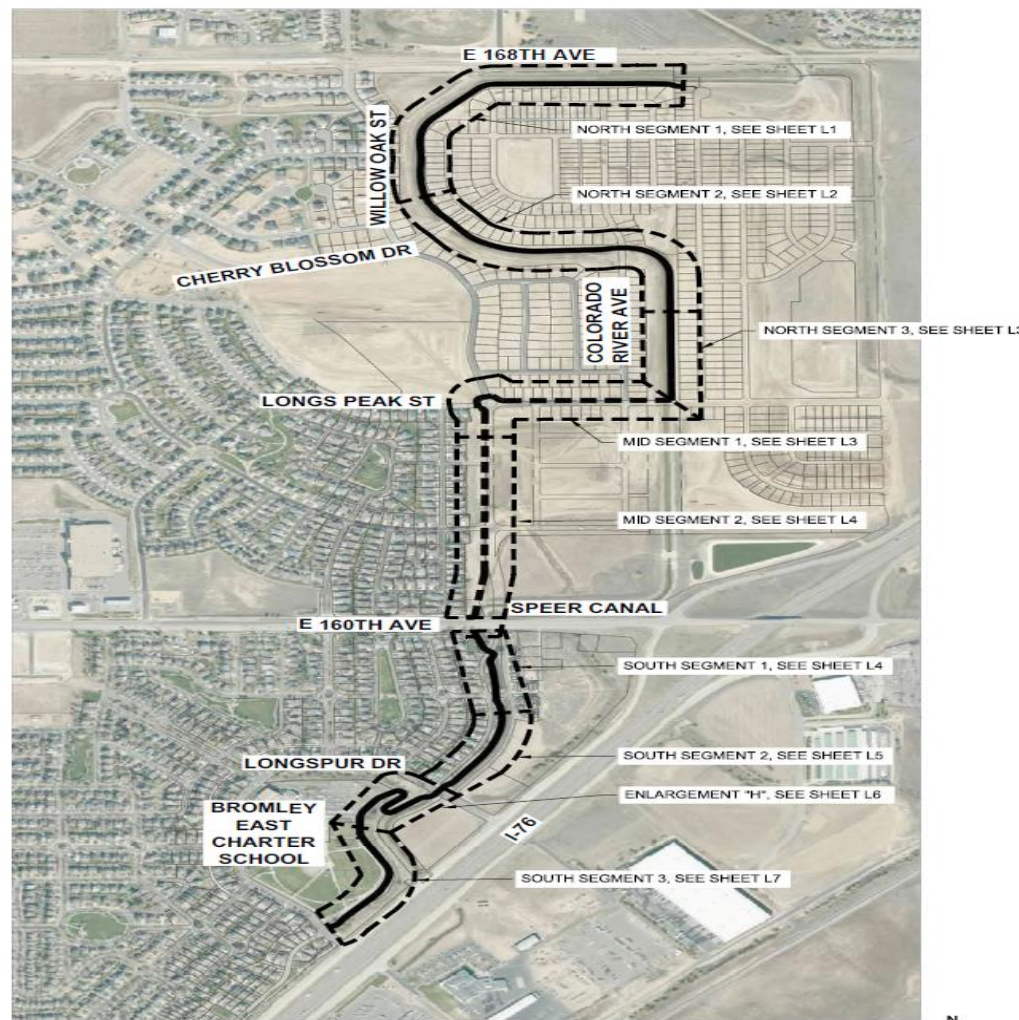 E 168TH AVE
NORTH SEGMENT 1, SEE SHEET L1
WILLOW OAK ST
NORTH SEGMENT 2, SEE SHEET L2
CHERRY BLOSSOM DR
COLORADO
RIVER AVE
NORTH SEGMENT 3, SEE SHEET L3
LONGS PEAK ST
MID SEGMENT 1, SEE SHEET L3
MID SEGMENT 2, SEE SHEET L4
SPEER CANAL
E 160TH AVE
SOUTH SEGMENT 1, SEE SHEET L4
SOUTH SEGMENT 2, SEE SHEET L5
LONGSPUR DR
ENLARGEMENT "H", SEE SHEET L6
BROMLEY
EAST
CHARTER
SCHOOL
I-76
SOUTH SEGMENT 3, SEE SHEET L7
N